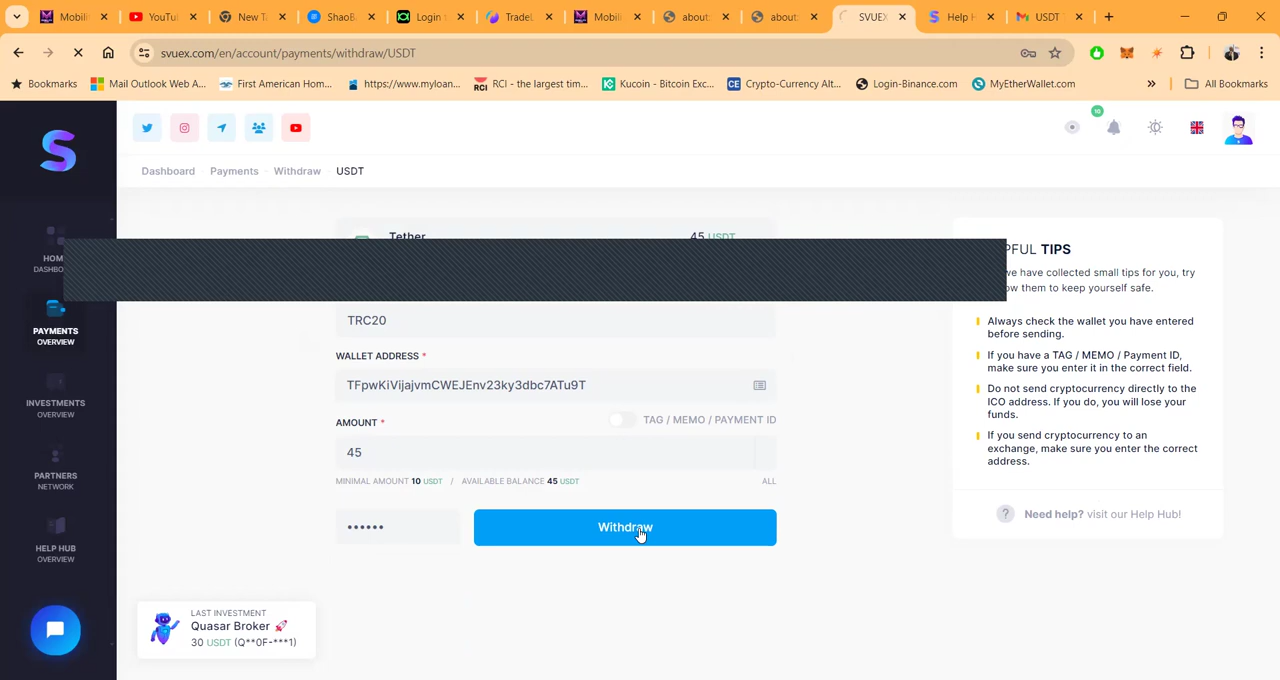 Mobili
YouTu
New T
ShaoB
Login t
TradeL
Mobili
about:
about:
SVUEX
Help H
USDT
svuex.com/en/account/payments/withdraw/USDT
Bookmarks
Mail Outlook Web A...
First American Hom...
https://www.myloan...
RCI - the largest tim...
Kucoin - Bitcoin Exc...
Crypto-Currency Alt...
Login-Binance.com
MyEtherWallet.com
»
All Bookmarks
10
Dashboard Payments Withdraw USDT
Tether 45 USDT
HOM
DASHBO
PAYMENTS
OVERVIEW
INVESTMENTS
OVERVIEW
PARTNERS
NETWORK
HELP HUB
OVERVIEW
TRC20
WALLET ADDRESS *
TFpwKiVijajvmCWEJEnv23ky3dbc7ATu9T
AMOUNT *
TAG / MEMO / PAYMENT ID
45
MINIMAL AMOUNT 10 USDT / AVAILABLE BALANCE 45 USDT
ALL
••••••
Withdraw
PFUL TIPS
we have collected small tips for you, try
ow them to keep yourself safe.
Always check the wallet you have entered
before sending.
If you have a TAG / MEMO / Payment ID,
make sure you enter it in the correct field.
Do not send cryptocurrency directly to the
ICO address. If you do, you will lose your
funds.
If you send cryptocurrency to an
exchange, make sure you enter the correct
address.
? Need help? visit our Help Hub!
LAST INVESTMENT
Quasar Broker 🚀
30 USDT (Q**0F-***1)